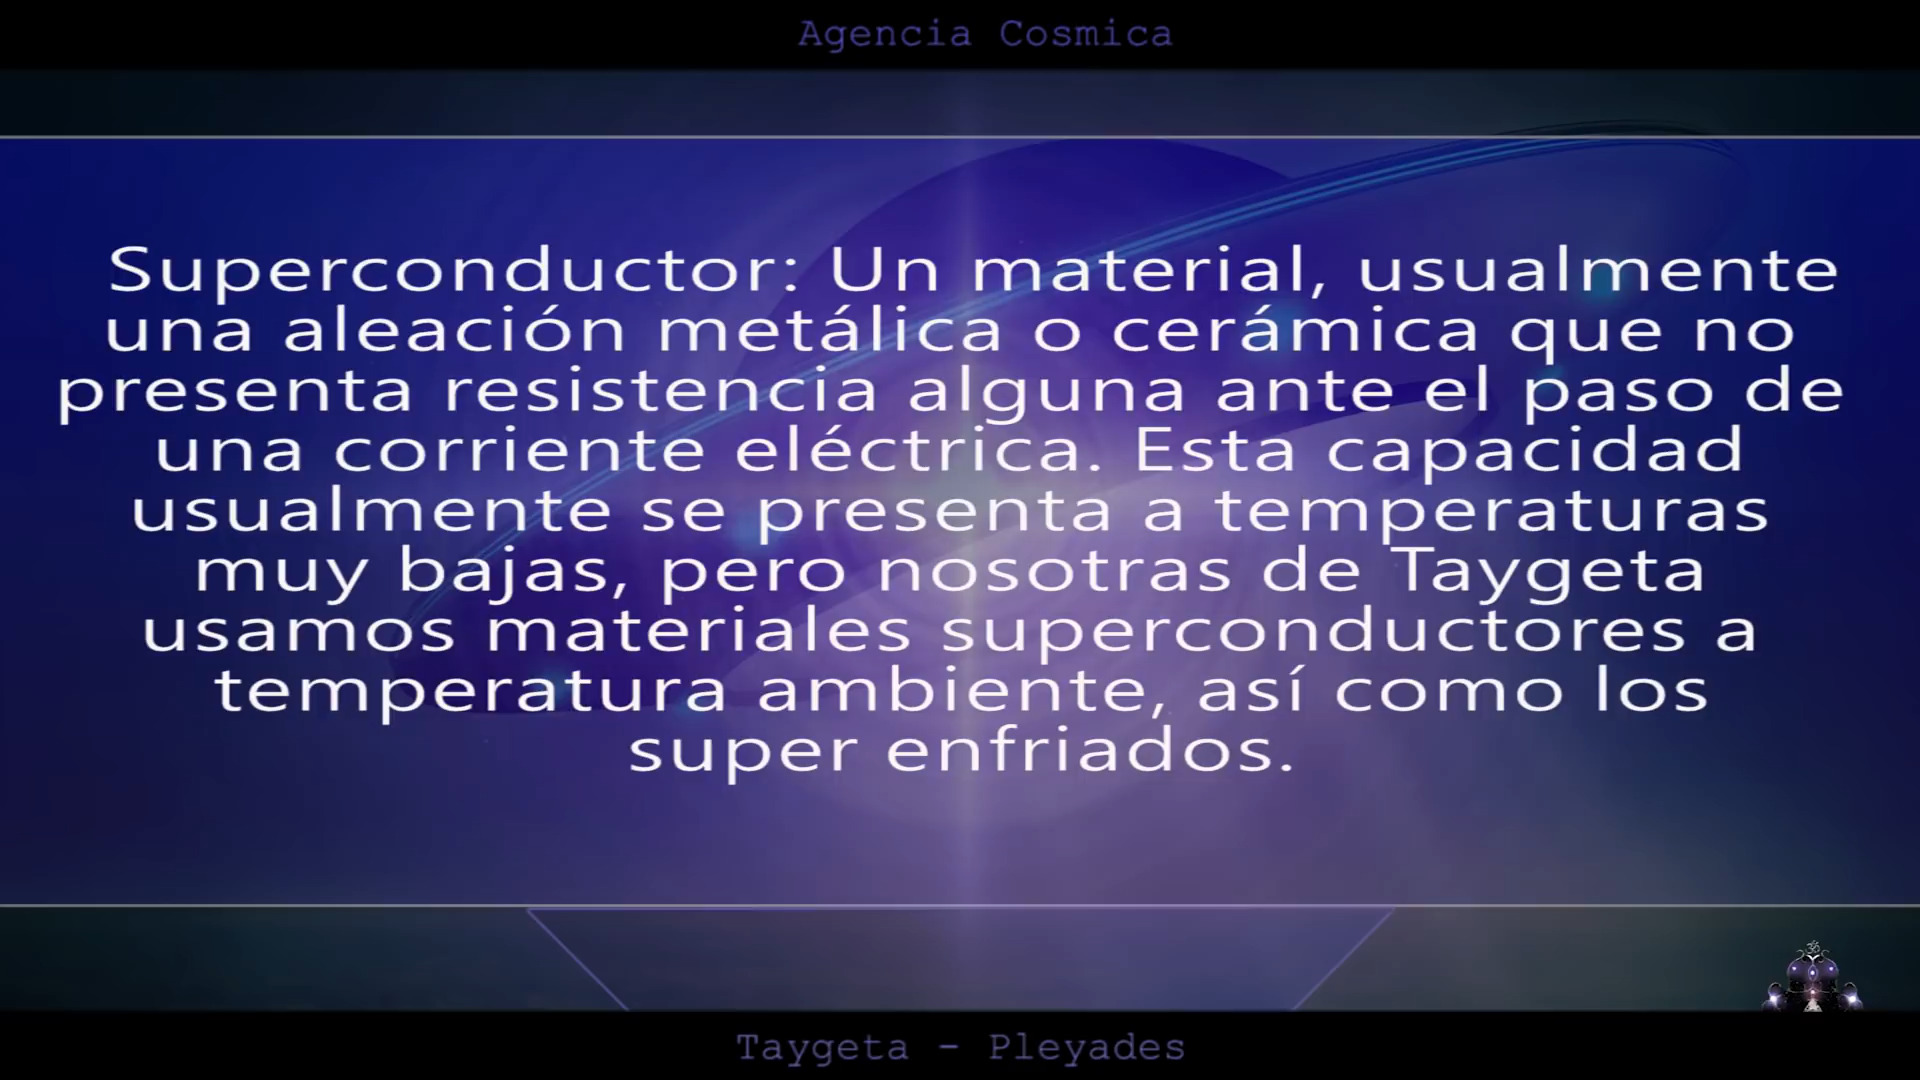 Agencia Cosmica
Superconductor: Un material, usualmente
una aleación metálica o cerámica que no
presenta resistencia alguna ante el paso de
una corriente eléctrica. Esta capacidad
usualmente se presenta a temperaturas
muy bajas, pero nosotras de Taygeta
usamos materiales superconductores a
temperatura ambiente, así como los
super enfriados.
ॐ
Taygeta - Pleyades